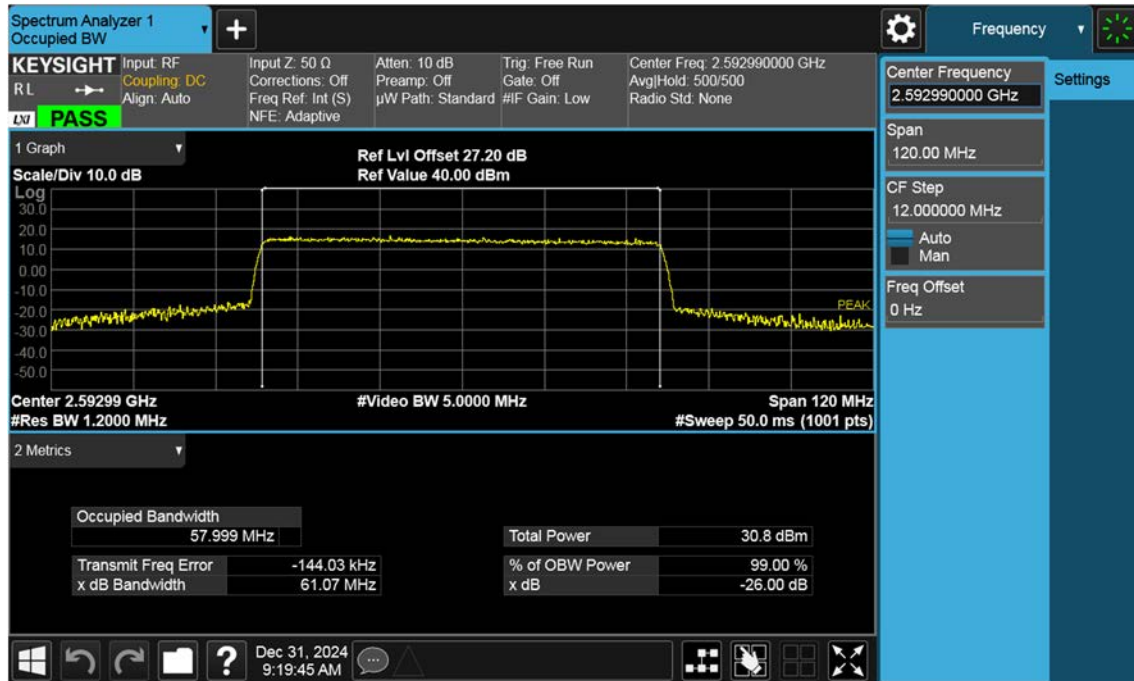 Spectrum Analyzer 1
Occupied BW
+
Frequency
KEYSIGHT
RL
LXI
PASS
Input: RF
Coupling: DC
Align: Auto
Input Z: 50 Ω
Corrections: Off
Freq Ref: Int (S)
NFE: Adaptive
Atten: 10 dB
Preamp: Off
µW Path: Standard
Trig: Free Run
Gate: Off
#IF Gain: Low
Center Freq: 2.592990000 GHz
Avg|Hold: 500/500
Radio Std: None
Center Frequency
2.592990000 GHz
Settings
Span
120.00 MHz
CF Step
12.000000 MHz
Auto
Man
Freq Offset
0 Hz
1 Graph
Scale/Div 10.0 dB
Ref Lvl Offset 27.20 dB
Ref Value 40.00 dBm
Log
30.0
20.0
10.0
0.00
-10.0
-20.0
-30.0
-40.0
-50.0
PEAK
Center 2.59299 GHz
#Video BW 5.0000 MHz
Span 120 MHz
#Res BW 1.2000 MHz
#Sweep 50.0 ms (1001 pts)
2 Metrics
Occupied Bandwidth
57.999 MHz
Total Power 30.8 dBm
Transmit Freq Error -144.03 kHz
% of OBW Power 99.00 %
x dB Bandwidth 61.07 MHz
x dB -26.00 dB
?
Dec 31, 2024
9:19:45 AM